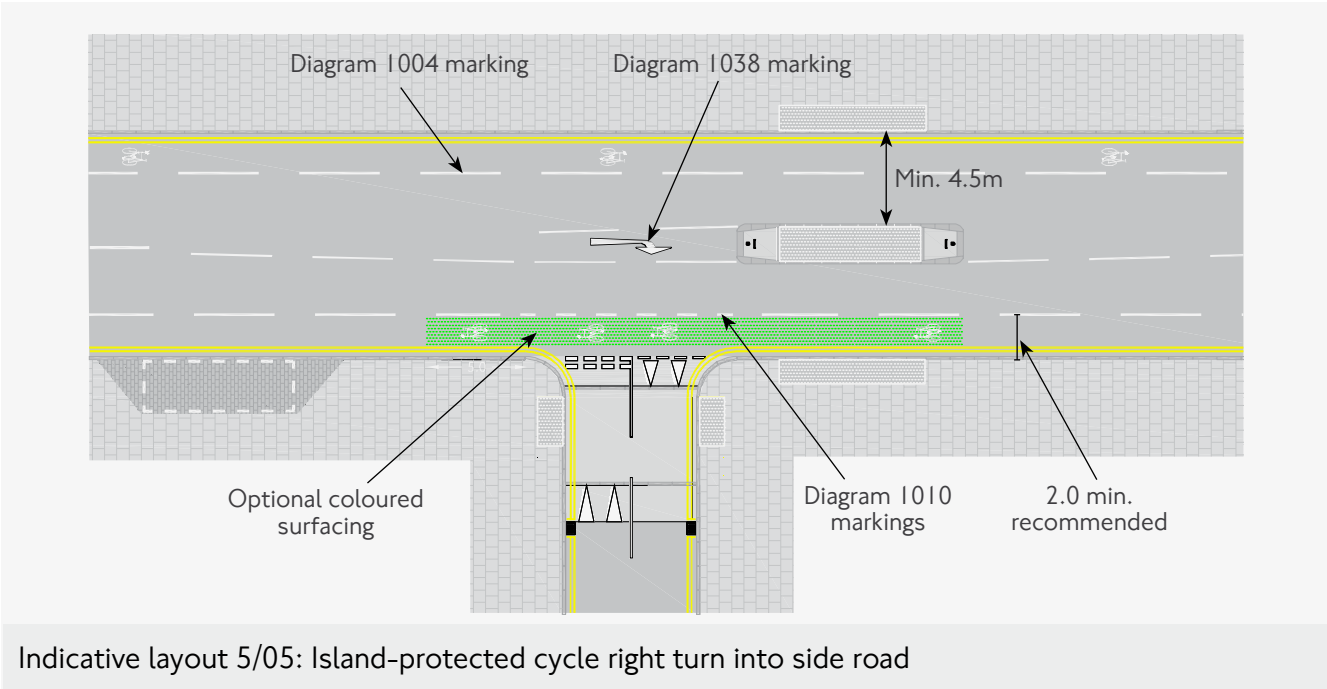 Diagram 1004 marking
Diagram 1038 marking
Min. 4.5m
Optional coloured
surfacing
Diagram 1010
markings
2.0 min.
recommended
Indicative layout 5/05: Island-protected cycle right turn into side road